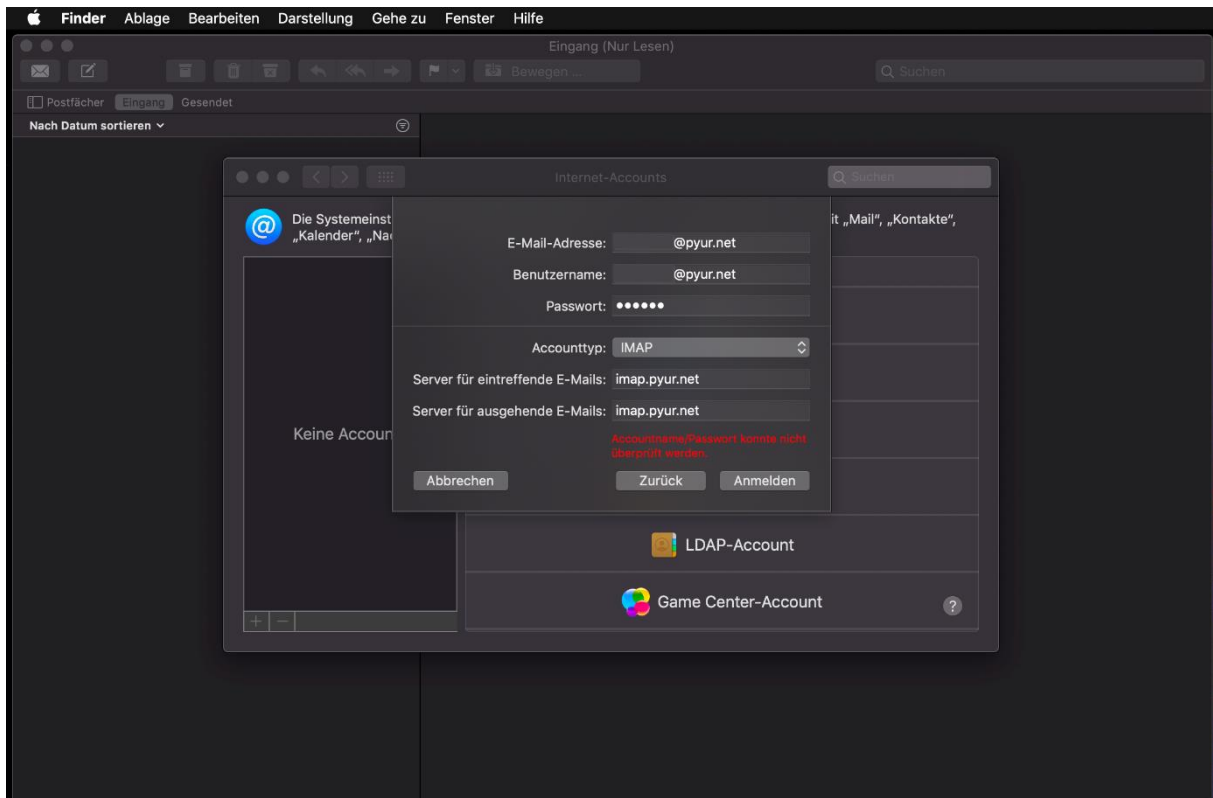 Finder Ablage Bearbeiten Darstellung Gehe zu Fenster Hilfe
Eingang (Nur Lesen)
Bewegen ...
Suchen
Postfächer Eingang Gesendet
Nach Datum sortieren
Internet-Accounts
Suchen
Die Systemeinst
it „Mail“, „Kontakte“,
„Kalender“, „Na
E-Mail-Adresse: @pyur.net
Benutzername: @pyur.net
Passwort: ••••••
Accounttyp: IMAP
Server für eintreffende E-Mails: imap.pyur.net
Server für ausgehende E-Mails: imap.pyur.net
Accountname/Passwort konnte nicht
überprüft werden.
Keine Accoun
Abbrechen Zurück Anmelden
LDAP-Account
Game Center-Account
?